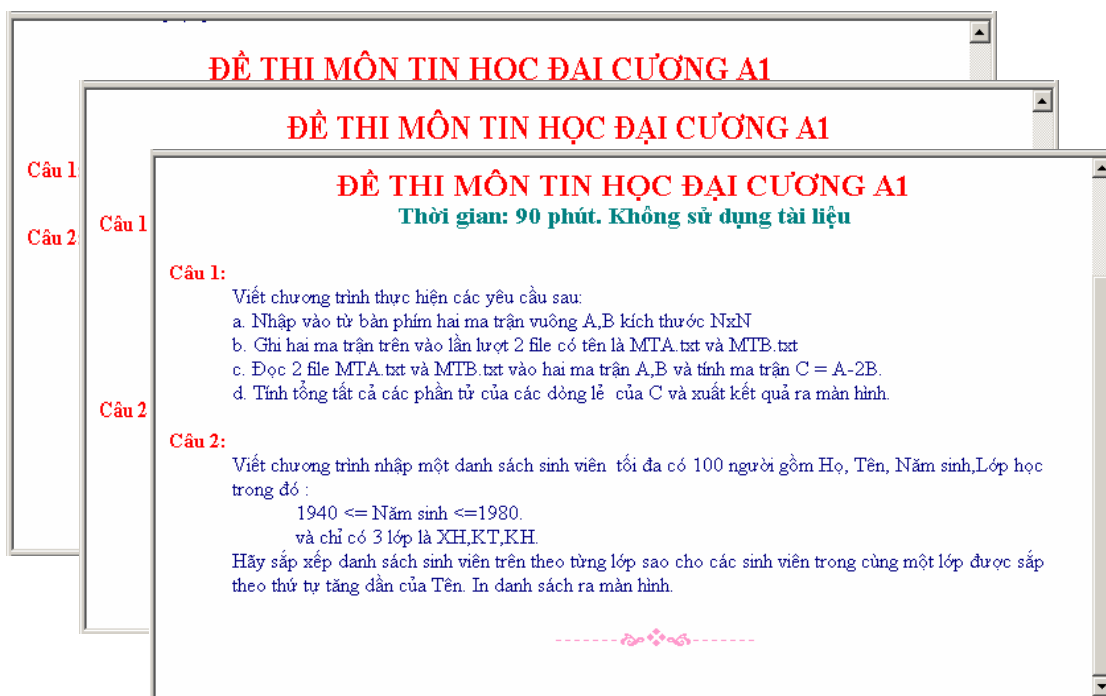 ĐỀ THI MÔN TIN HỌC ĐẠI CƯƠNG A1
Câu 1:
Câu 2:
ĐỀ THI MÔN TIN HỌC ĐẠI CƯƠNG A1
Câu 1
Câu 2
ĐỀ THI MÔN TIN HỌC ĐẠI CƯƠNG A1
Thời gian: 90 phút. Không sử dụng tài liệu
Câu 1:
Viết chương trình thực hiện các yêu cầu sau:
a. Nhập vào từ bàn phím hai ma trận vuông A,B kích thước NxN
b. Ghi hai ma trận trên vào lần lượt 2 file có tên là MTA.txt và MTB.txt
c. Đọc 2 file MTA.txt và MTB.txt vào hai ma trận A,B và tính ma trận C = A-2B.
d. Tính tổng tất cả các phần tử của các dòng lẻ của C và xuất kết quả ra màn hình.
Câu 2:
Viết chương trình nhập một danh sách sinh viên tối đa có 100 người gồm Họ, Tên, Năm sinh,Lớp học
trong đó :
1940 <= Năm sinh <=1980.
và chỉ có 3 lớp là XH,KT,KH.
Hãy sắp xếp danh sách sinh viên trên theo từng lớp sao cho các sinh viên trong cùng một lớp được sắp
theo thứ tự tăng dần của Tên. In danh sách ra màn hình.